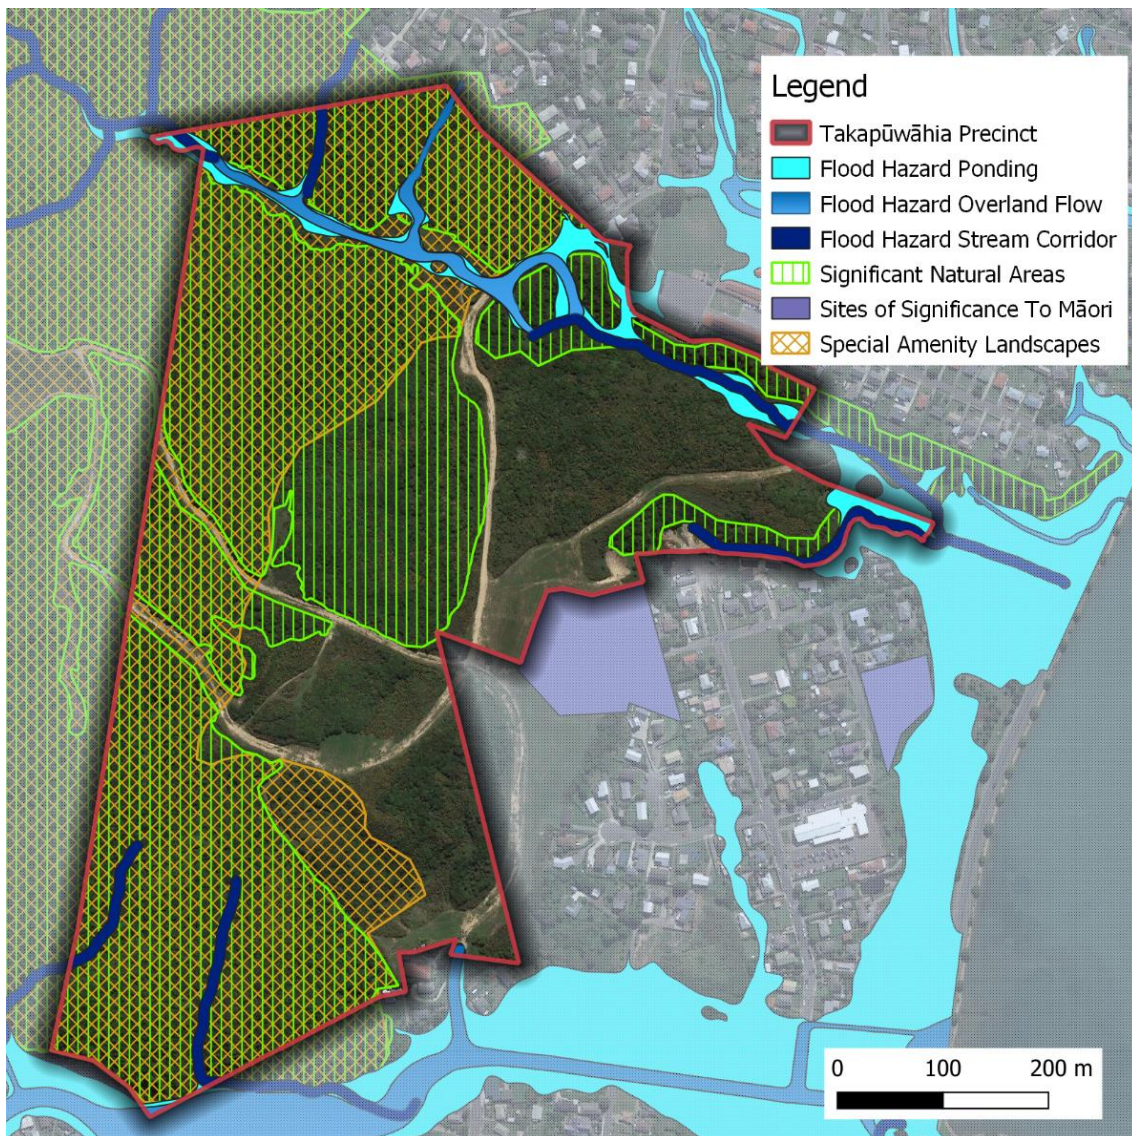 Legend
Takapūwāhia Precinct
Flood Hazard Ponding
Flood Hazard Overland Flow
Flood Hazard Stream Corridor
Significant Natural Areas
Sites of Significance To Māori
Special Amenity Landscapes
0 100 200 m